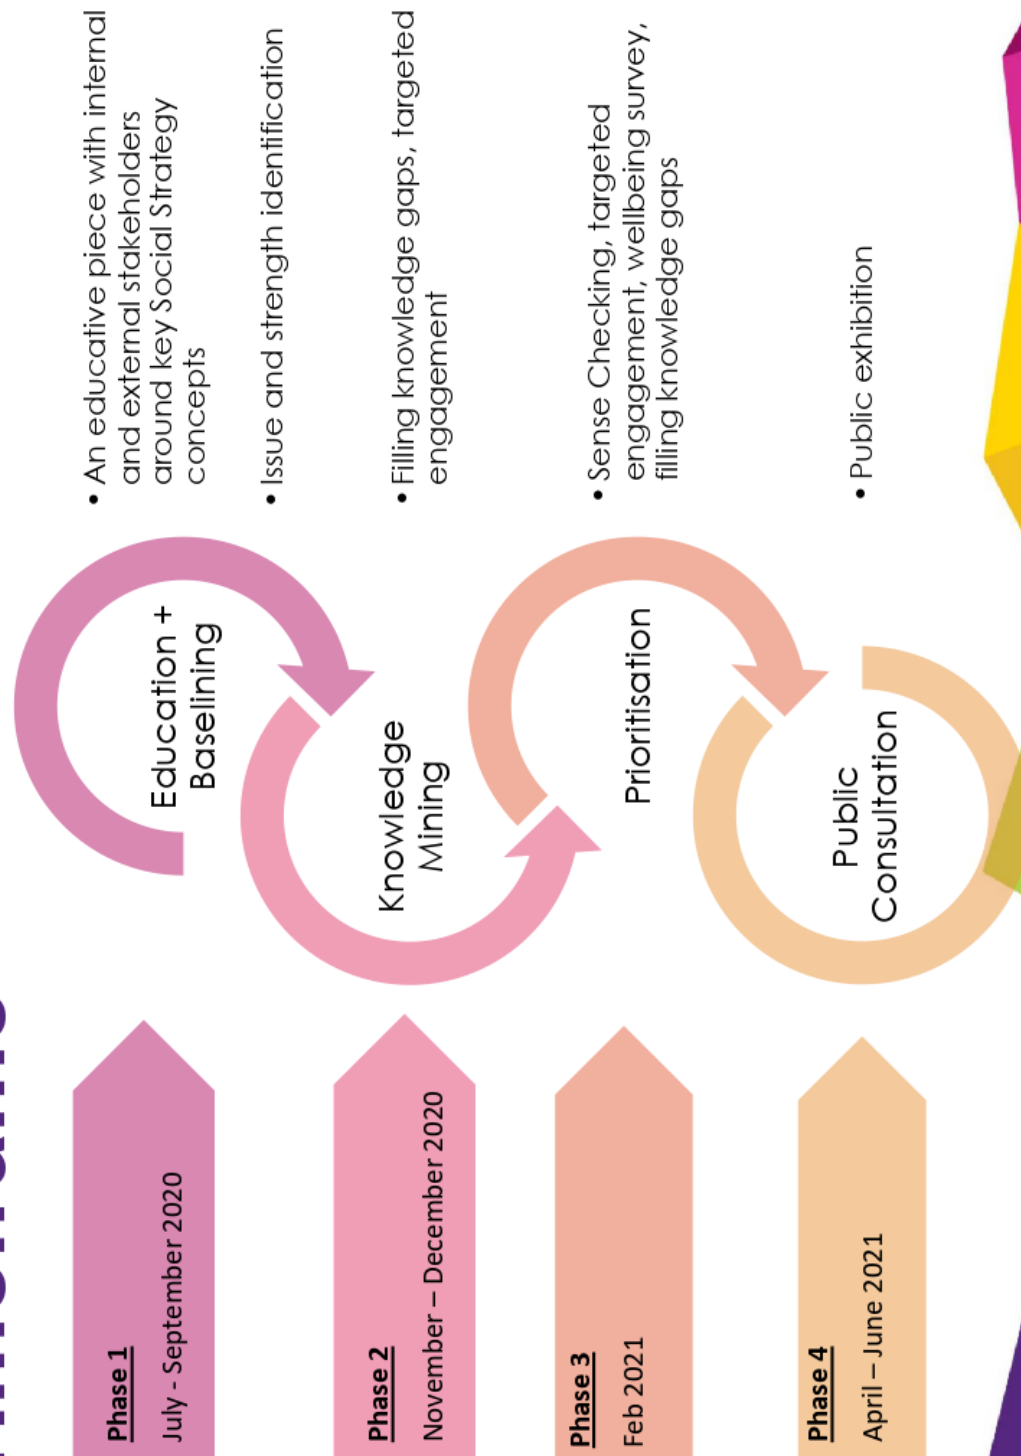 Phase 1
July - September 2020
Education +
Baselining
• An educative piece with internal
and external stakeholders
around key Social Strategy
concepts
• Issue and strength identification
Phase 2
November – December 2020
Knowledge
Mining
• Filling knowledge gaps, targeted
engagement
Phase 3
Feb 2021
Prioritisation
• Sense Checking, targeted
engagement, wellbeing survey,
filling knowledge gaps
Phase 4
April – June 2021
Public
Consultation
• Public exhibition